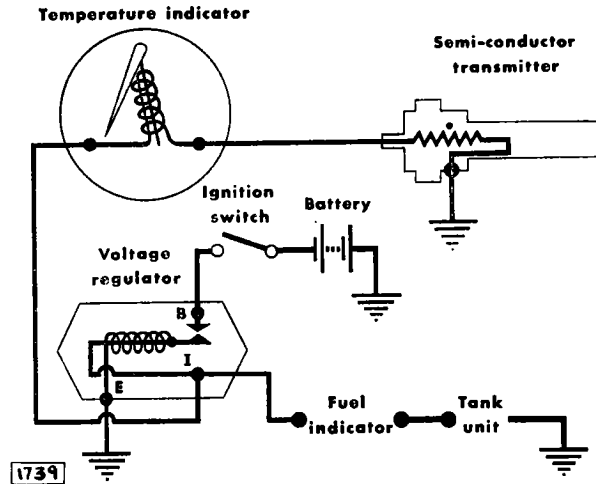 Temperature indicator
Semi-conductor
transmitter
Ignition
switch
Battery
Voltage
regulator
B
I
E
Fuel
indicator
Tank
unit
1739